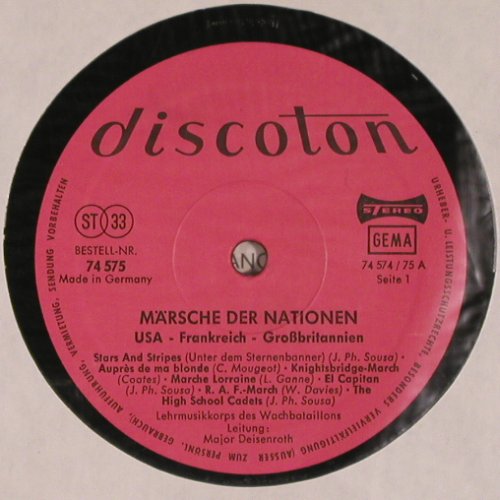 discoton
ST 33
BESTELL-NR.
74 575
Made in Germany
STEREO
GEMA
74 574 / 75 A
Seite 1
MÄRSCHE DER NATIONEN
USA - Frankreich - Großbritannien
Stars And Stripes (Unter dem Sternenbanner) (J. Ph. Sousa) ·
Auprès de ma blonde (C. Mougeot) · Knightsbridge-March
(Coates) · Marche Lorraine (L. Ganne) · El Capitan
(J. Ph. Sousa) · R. A. F.-March (W. Davies) · The
High School Cadets (J. Ph. Sousa)
Lehrmusikkorps des Wachbataillons
Leitung:
Major Deisenroth
URHEBER- U. LEISTUNGSSCHUTZRECHTE, BESONDERS VERVIELFÄLTIGUNG (AUSSER ZUM PERSÖNL. GEBRAUCH), AUFFÜHRUNG, VERMIETUNG, SENDUNG VORBEHALTEN